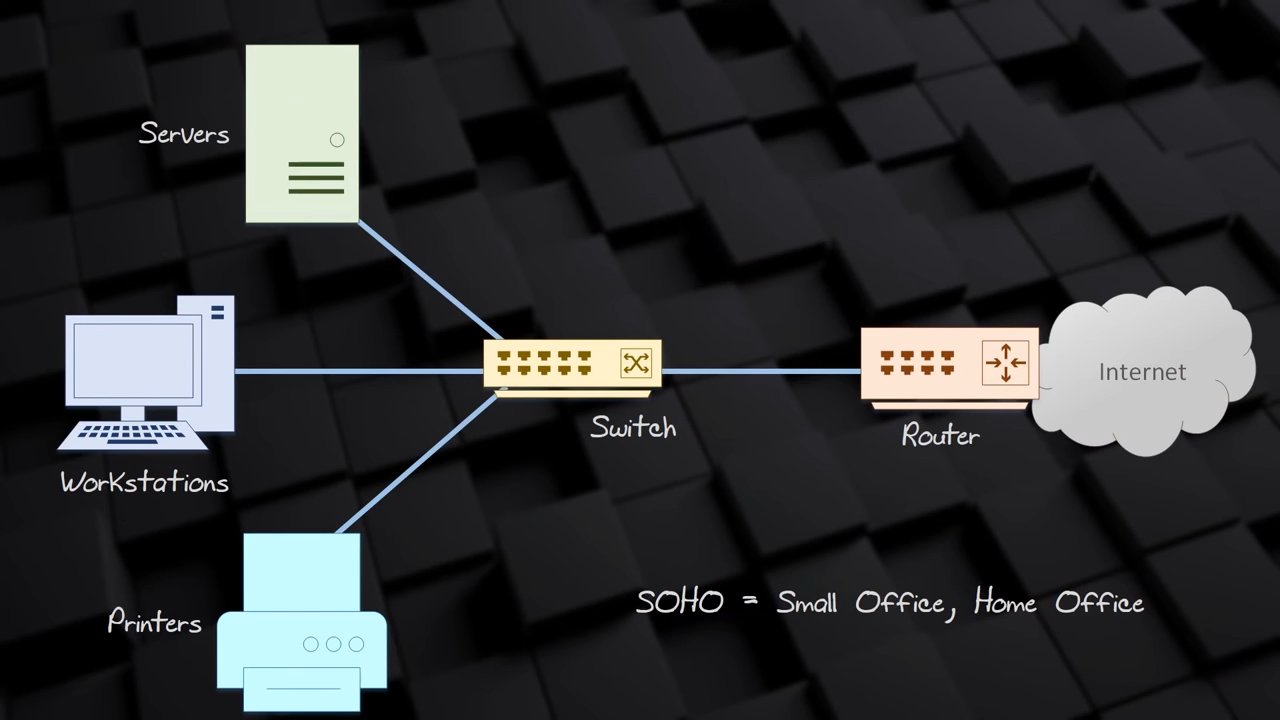 Servers
Internet
Switch
Router
Workstations
SOHO = Small Office, Home Office
Printers